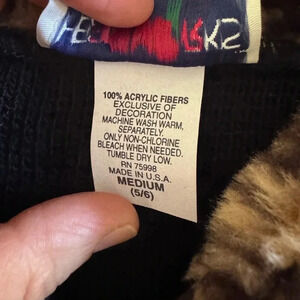 100% ACRYLIC FIBERS
EXCLUSIVE OF
DECORATION
MACHINE WASH WARM,
SEPARATELY.
ONLY NON-CHLORINE
BLEACH WHEN NEEDED.
TUMBLE DRY LOW.
RN 75998
MADE IN U.S.A.
MEDIUM
(5/6)